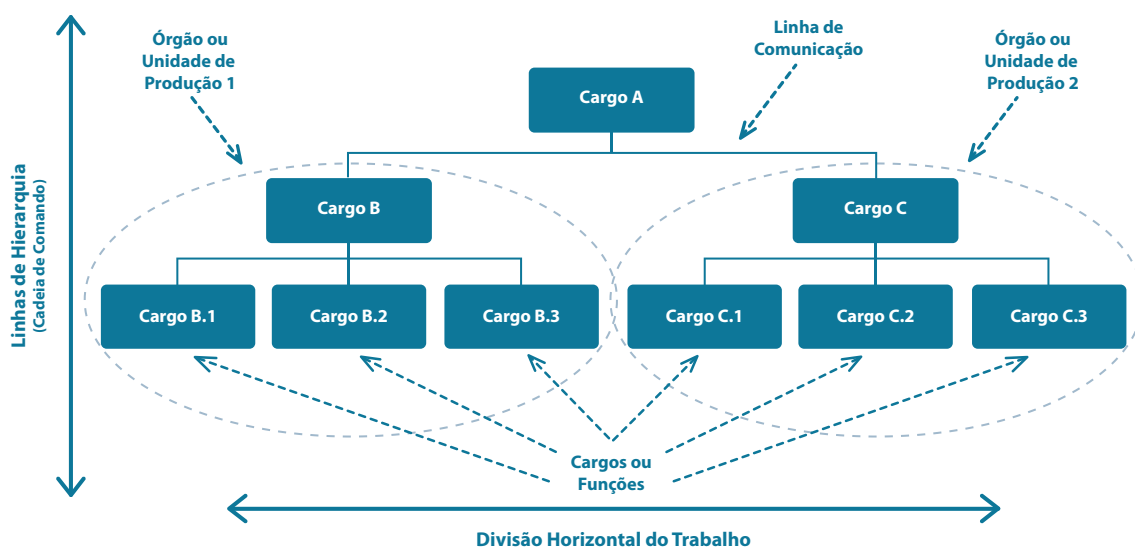 Órgão ou
Unidade de
Produção 1
Linha de
Comunicação
Órgão ou
Unidade de
Produção 2
Cargo A
Linhas de Hierarquia
(Cadeia de Comando)
Cargo B
Cargo C
Cargo B.1
Cargo B.2
Cargo B.3
Cargo C.1
Cargo C.2
Cargo C.3
Cargos ou
Funções
Divisão Horizontal do Trabalho